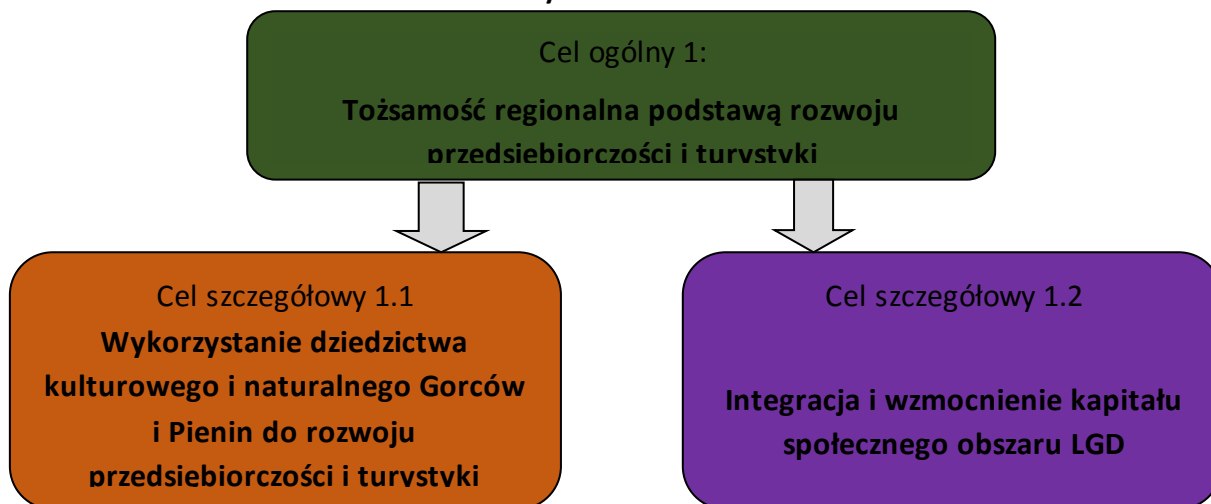 Cel ogólny 1:
Tożsamość regionalna podstawą rozwoju
przedsiębiorczości i turystyki
Cel szczegółowy 1.1
Wykorzystanie dziedzictwa
kulturowego i naturalnego Gorców
i Pienin do rozwoju
przedsiębiorczości i turystyki
Cel szczegółowy 1.2
Integracja i wzmocnienie kapitału
społecznego obszaru LGD